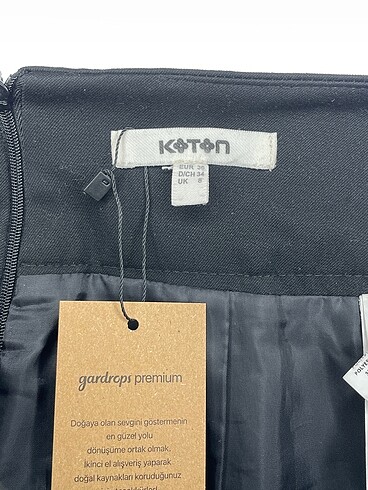 KOTON
EUR 36
D/CH 34
UK 8
gardrops premium
Doğaya olan sevgini göstermenin
en güzel yolu
dönüşüme ortak olmak.
İkinci el alışveriş yaparak
doğal kaynakları koruduğunuz
POLYE